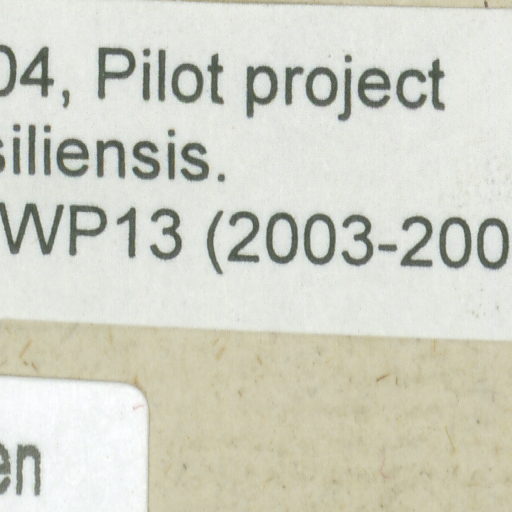 04, Pilot project
siliensis.
WP13 (2003-200
en